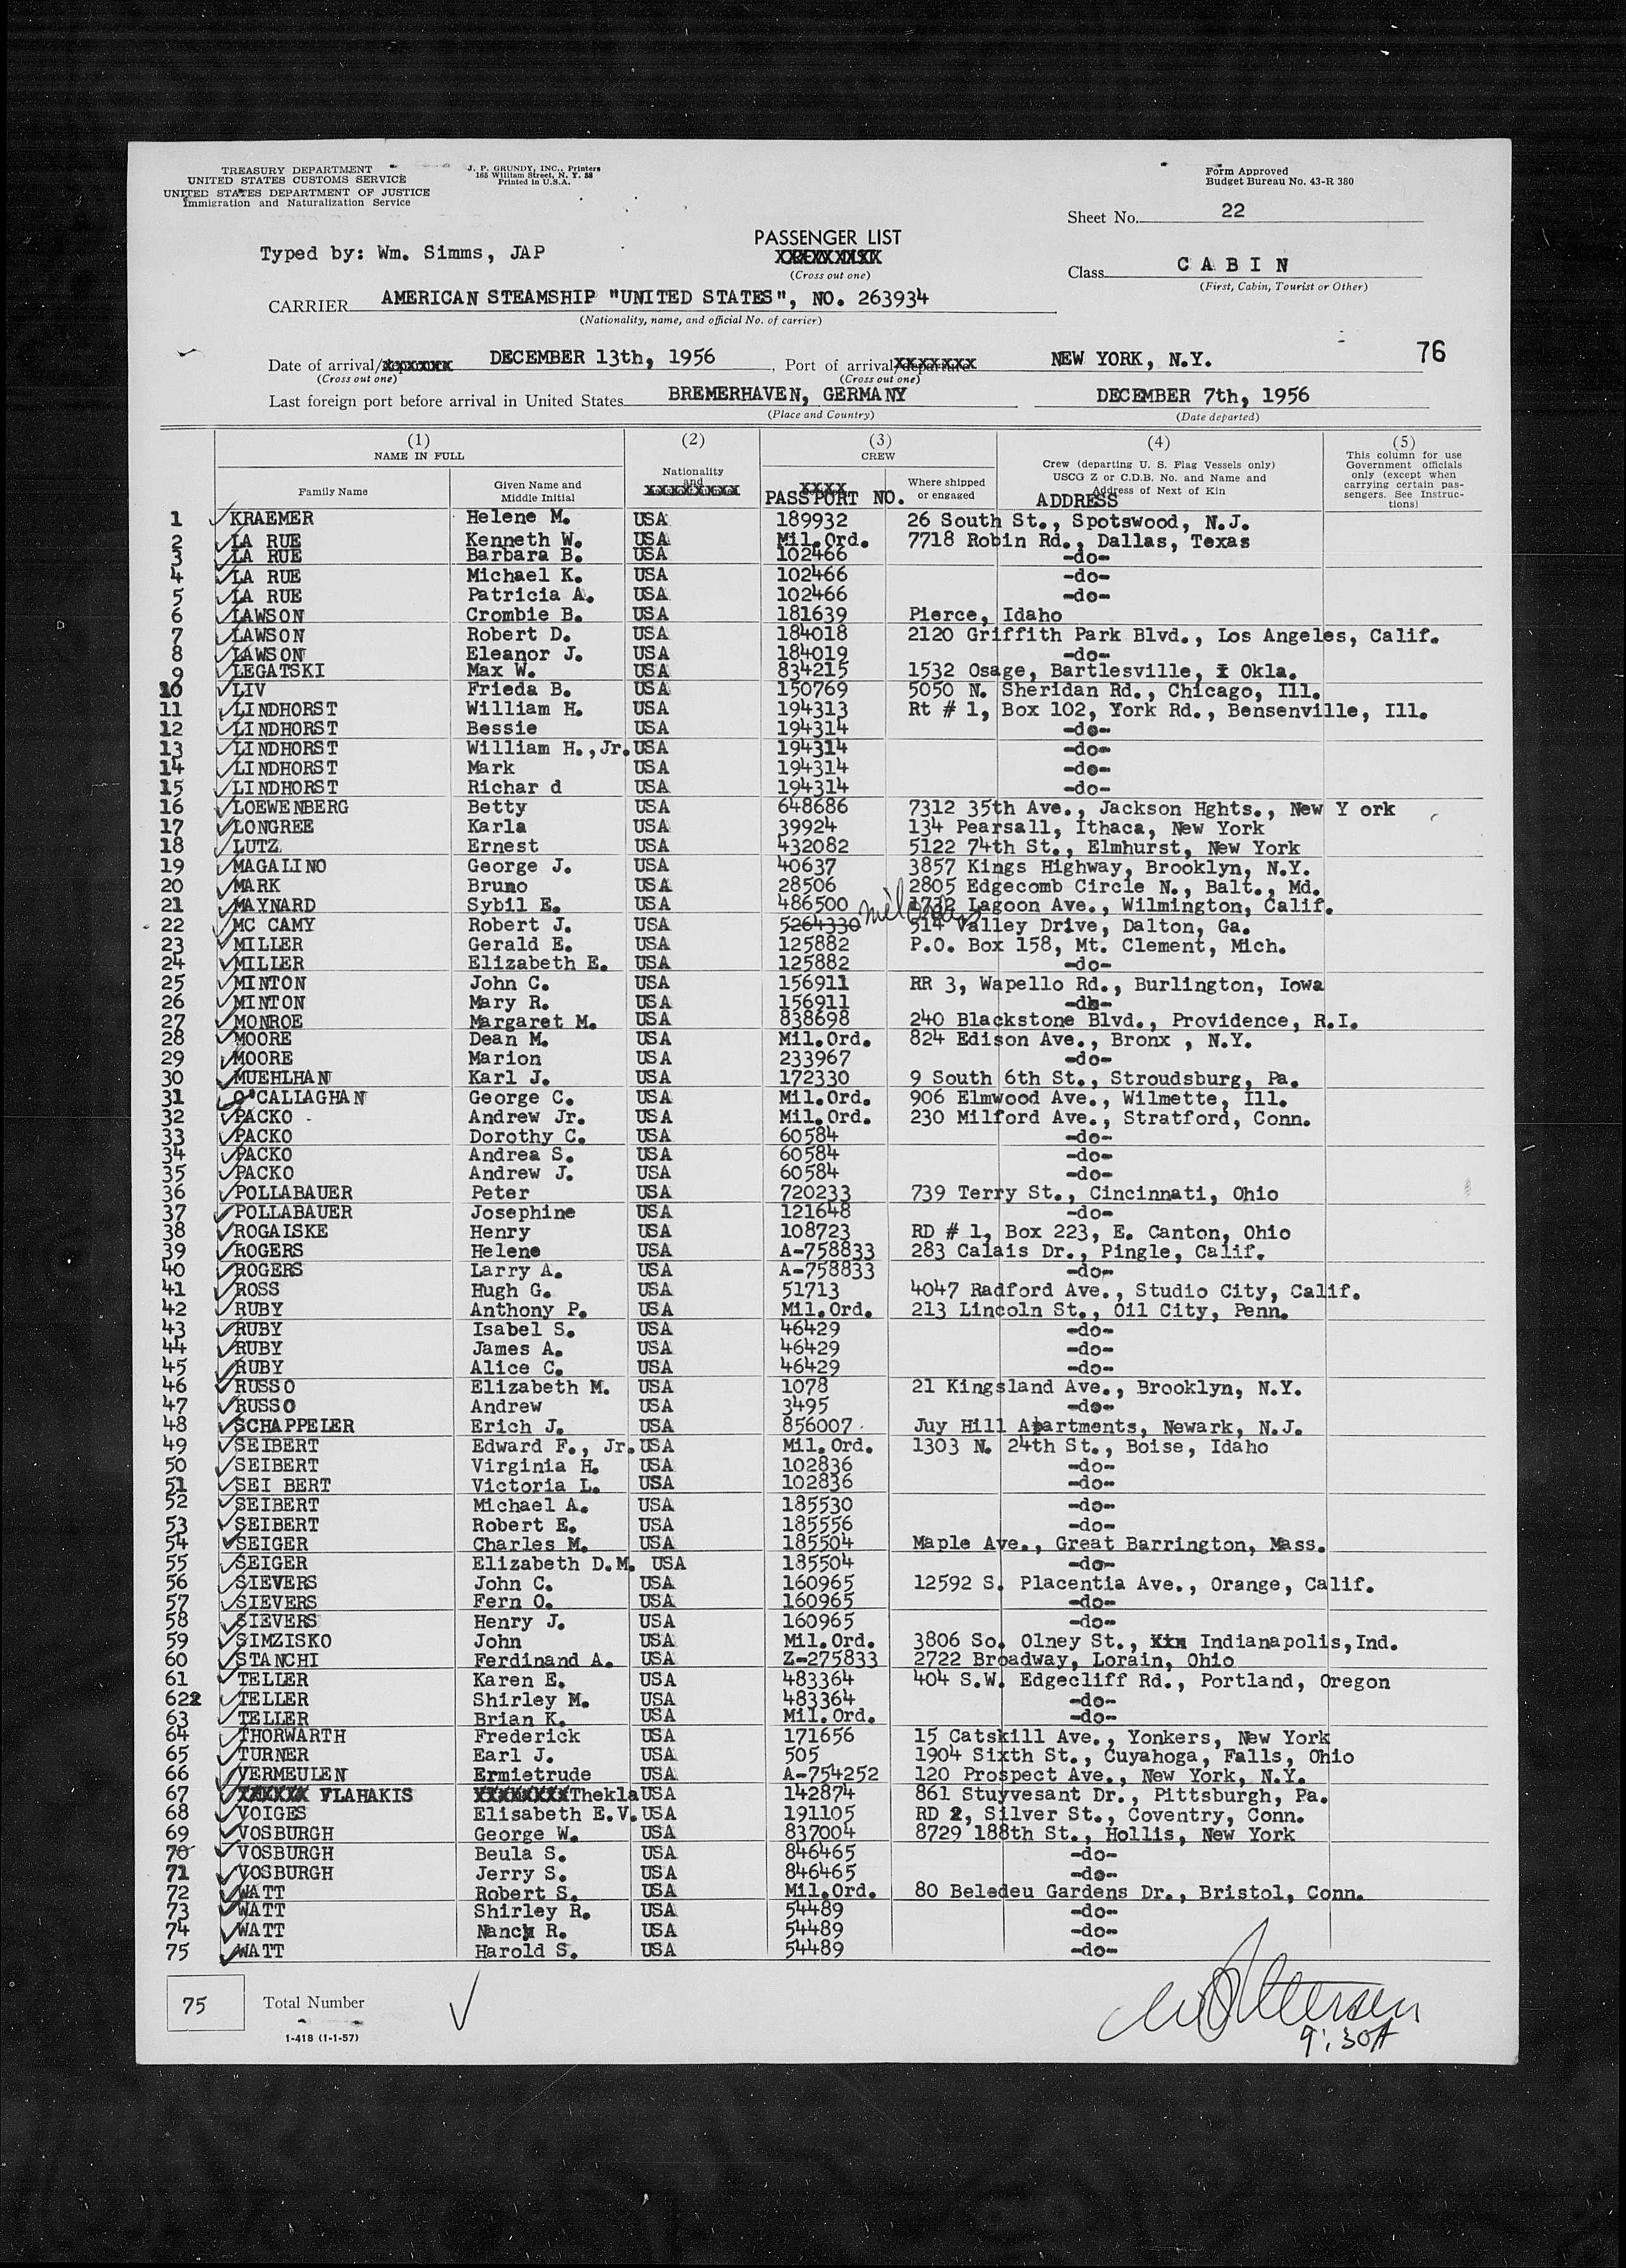 TREASURY DEPARTMENT
UNITED STATES CUSTOMS SERVICE
UNITED STATES DEPARTMENT OF JUSTICE
Immigration and Naturalization Service
J. P. GRUNDY, INC., Printers
165 William Street, N. Y. 38
Printed in U.S.A.
Form Approved
Budget Bureau No. 43-R 380
Sheet No. 22
Typed by: Wm. Simms, JAP
PASSENGER LIST
(Cross out one)
Class CABIN
(First, Cabin, Tourist or Other)
CARRIER AMERICAN STEAMSHIP "UNITED STATES", NO. 263934
(Nationality, name, and official No. of carrier)
76
Date of arrival/ DECEMBER 13th, 1956, Port of arrival/departure NEW YORK, N.Y.
(Cross out one) (Cross out one)
Last foreign port before arrival in United States BREMERHAVEN, GERMANY DECEMBER 7th, 1956
(Place and Country) (Date departed)
(1) (2) (3) (4) (5)
NAME IN FULL
Family Name
Given Name and Middle Initial
Nationality and
CREW
PASSPORT NO.
Where shipped or engaged
Crew (departing U. S. Flag Vessels only) USCG Z or C.D.B. No. and Name and Address of Next of Kin
ADDRESS
This column for use Government officials only (except when carrying certain passengers. See Instructions)
1 KRAEMER Helene M. USA 189932 26 South St., Spotswood, N.J.
2 LA RUE Kenneth W. USA Mil.Ord. 7718 Robin Rd., Dallas, Texas
3 LA RUE Barbara B. USA 102466 -do-
4 LA RUE Michael K. USA 102466 -do-
5 LA RUE Patricia A. USA 102466 -do-
6 LAWSON Crombie B. USA 181639 Pierce, Idaho
7 LAWSON Robert D. USA 184018 2120 Griffith Park Blvd., Los Angeles, Calif.
8 LAWSON Eleanor J. USA 184019 -do-
9 LEGATSKI Max W. USA 834215 1532 Osage, Bartlesville, Okla.
10 LIV Frieda B. USA 150769 5050 N. Sheridan Rd., Chicago, Ill.
11 LINDHORST William H. USA 194313 Rt # 1, Box 102, York Rd., Bensenville, Ill.
12 LINDHORST Bessie USA 194314 -do-
13 LINDHORST William H.,Jr. USA 194314 -do-
14 LINDHORST Mark USA 194314 -do-
15 LINDHORST Richar d USA 194314 -do-
16 LOEWENBERG Betty USA 648686 7312 35th Ave., Jackson Hghts., New Y ork
17 LONGREE Karla USA 39924 134 Pearsall, Ithaca, New York
18 LUTZ Ernest USA 432082 5122 74th St., Elmhurst, New York
19 MAGALINO George J. USA 40637 3857 Kings Highway, Brooklyn, N.Y.
20 MARK Bruno USA 28506 2805 Edgecomb Circle N., Balt., Md.
21 MAYNARD Sybil E. USA 486500 1732 Lagoon Ave., Wilmington, Calif.
22 MC CAMY Robert J. USA 5264330 514 Valley Drive, Dalton, Ga.
23 MILLER Gerald E. USA 125882 P.O. Box 158, Mt. Clement, Mich.
24 MILLER Elizabeth E. USA 125882 -do-
25 MINTON John C. USA 156911 RR 3, Wapello Rd., Burlington, Iowa
26 MINTON Mary R. USA 156911 -do-
27 MONROE Margaret M. USA 838698 240 Blackstone Blvd., Providence, R.I.
28 MOORE Dean M. USA Mil.Ord. 824 Edison Ave., Bronx , N.Y.
29 MOORE Marion USA 233967 -do-
30 MUEHLHAN Karl J. USA 172330 9 South 6th St., Stroudsburg, Pa.
31 O'CALLAGHAN George C. USA Mil.Ord. 906 Elmwood Ave., Wilmette, Ill.
32 PACKO Andrew Jr. USA Mil.Ord. 230 Milford Ave., Stratford, Conn.
33 PACKO Dorothy C. USA 60584 -do-
34 PACKO Andrea S. USA 60584 -do-
35 PACKO Andrew J. USA 60584 -do-
36 POLLABAUER Peter USA 720233 739 Terry St., Cincinnati, Ohio
37 POLLABAUER Josephine USA 121648 -do-
38 ROGAISKE Henry USA 108723 RD # 1, Box 223, E. Canton, Ohio
39 ROGERS Helene USA A-758833 283 Calais Dr., Pingle, Calif.
40 ROGERS Larry A. USA A-758833 -do-
41 ROSS Hugh G. USA 51713 4047 Radford Ave., Studio City, Calif.
42 RUBY Anthony P. USA Mil.Ord. 213 Lincoln St., Oil City, Penn.
43 RUBY Isabel S. USA 46429 -do-
44 RUBY James A. USA 46429 -do-
45 RUBY Alice C. USA 46429 -do-
46 RUSSO Elizabeth M. USA 1078 21 Kingsland Ave., Brooklyn, N.Y.
47 RUSSO Andrew USA 3495 -do-
48 SCHAPPELER Erich J. USA 856007 Juy Hill Apartments, Newark, N.J.
49 SEIBERT Edward F., Jr. USA Mil.Ord. 1303 N. 24th St., Boise, Idaho
50 SEIBERT Virginia H. USA 102836 -do-
51 SEI BERT Victoria L. USA 102836 -do-
52 SEIBERT Michael A. USA 185530 -do-
53 SEIBERT Robert E. USA 185556 -do-
54 SEIGER Charles M. USA 185504 Maple Ave., Great Barrington, Mass.
55 SEIGER Elizabeth D.M. USA 185504 -do-
56 SIEVERS John C. USA 160965 12592 S. Placentia Ave., Orange, Calif.
57 SIEVERS Fern O. USA 160965 -do-
58 SIEVERS Henry J. USA 160965 -do-
59 SIMZISKO John USA Mil.Ord. 3806 So. Olney St., Indianapolis,Ind.
60 STANCHI Ferdinand A. USA Z-275833 2722 Broadway, Lorain, Ohio
61 TELLER Karen E. USA 483364 404 S.W. Edgecliff Rd., Portland, Oregon
622 TELLER Shirley M. USA 483364 -do-
63 TELLER Brian K. USA Mil.Ord. -do-
64 THORWARTH Frederick USA 171656 15 Catskill Ave., Yonkers, New York
65 TURNER Earl J. USA 505 1904 Sixth St., Cuyahoga, Falls, Ohio
66 VERMEULEN Ermietrude USA A-754252 120 Prospect Ave., New York, N.Y.
67 VLAHAKIS Thekla USA 142874 861 Stuyvesant Dr., Pittsburgh, Pa.
68 VOIGES Elisabeth E.V. USA 191105 RD 2, Silver St., Coventry, Conn.
69 VOSBURGH George W. USA 837004 8729 188th St., Hollis, New York
70 VOSBURGH Beula S. USA 846465 -do-
71 VOSBURGH Jerry S. USA 846465 -do-
72 WATT Robert S. USA Mil.Ord. 80 Beledeu Gardens Dr., Bristol, Conn.
73 WATT Shirley R. USA 54489 -do-
74 WATT Nancy R. USA 54489 -do-
75 WATT Harold S. USA 54489 -do-
75 Total Number
I-418 (1-1-57)
9:30A